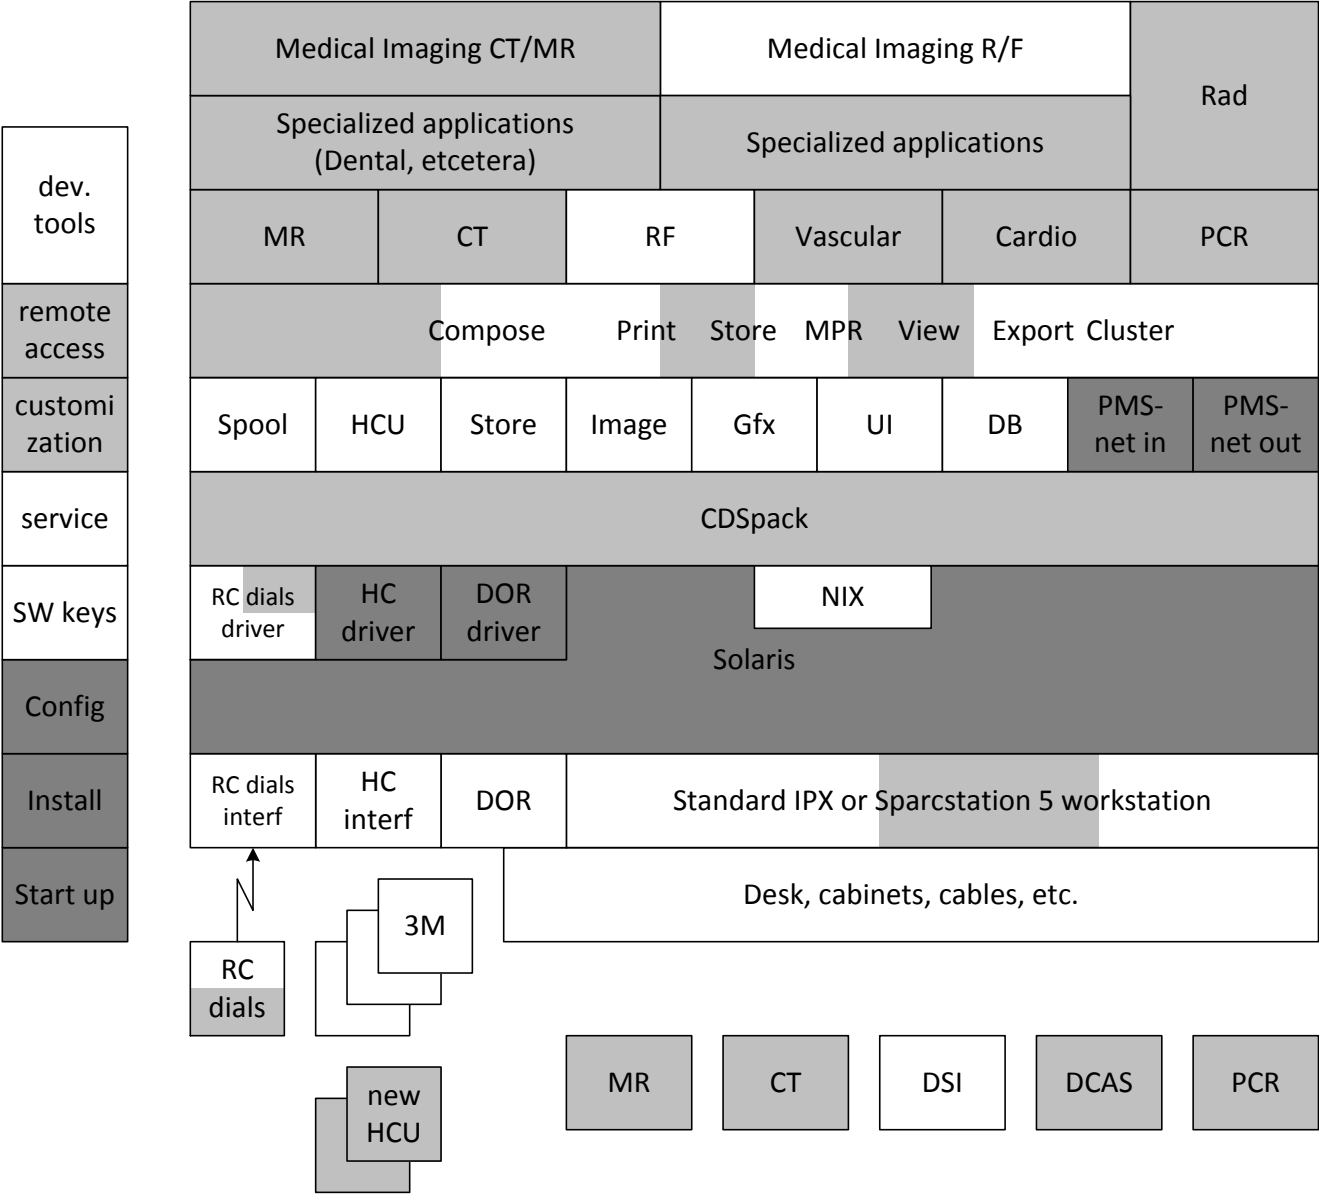 Medical Imaging CT/MR
Medical Imaging R/F
Rad
Specialized applications
(Dental, etcetera)
Specialized applications
dev.
tools
MR
CT
RF
Vascular
Cardio
PCR
remote
access
Compose Print Store MPR View Export Cluster
customi
zation
Spool
HCU
Store
Image
Gfx
UI
DB
PMS-
net in
PMS-
net out
service
CDSpack
SW keys
RC dials
driver
HC
driver
DOR
driver
NIX
Solaris
Config
Install
RC dials
interf
HC
interf
DOR
Standard IPX or Sparcstation 5 workstation
Start up
Desk, cabinets, cables, etc.
3M
RC
dials
new
HCU
MR
CT
DSI
DCAS
PCR